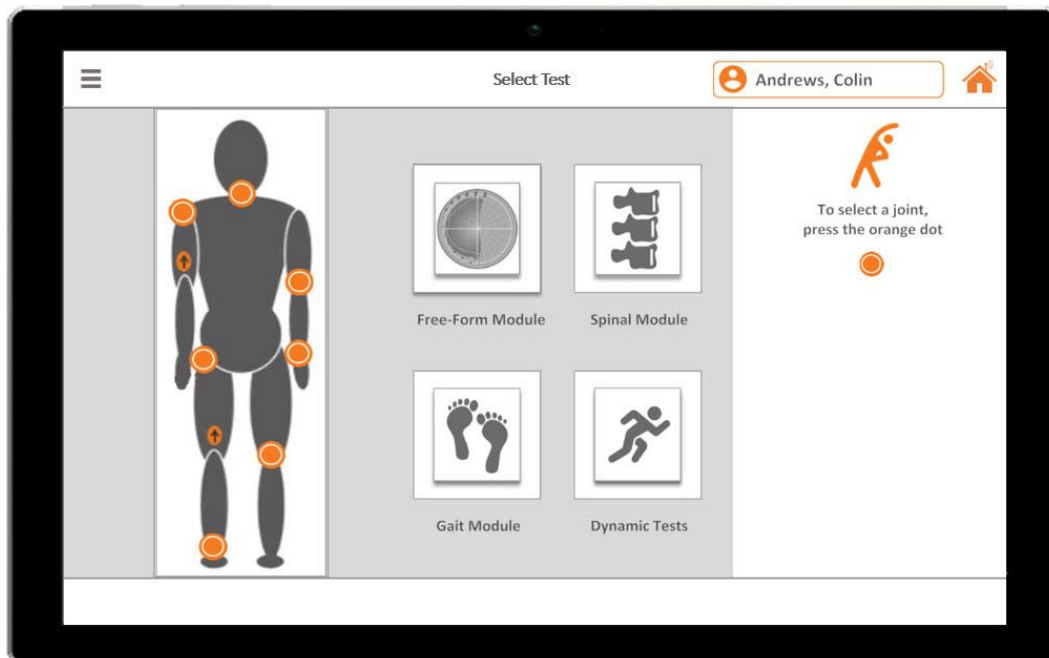 Select Test
Andrews, Colin
To select a joint,
press the orange dot
Free-Form Module
Spinal Module
Gait Module
Dynamic Tests